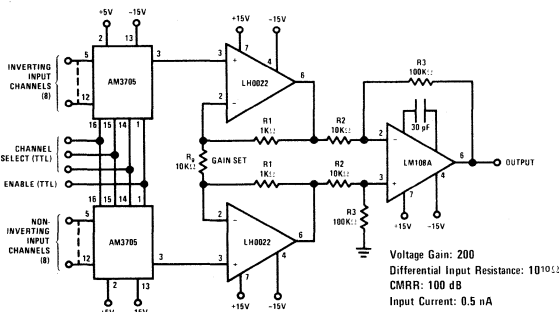 +5V -15V
2 13
INVERTING
INPUT
CHANNELS
(8)
5
12
AM3705
3
16 15 14 1
+15V -15V
3
+
7
4
2
−
6
LH0022
CHANNEL
SELECT (TTL)
ENABLE (TTL)
Rg
10KΩ
GAIN SET
R1
1KΩ
R2
10KΩ
R1
1KΩ
R2
10KΩ
R3
100KΩ
30 pF
2
−
3
+
LM108A
6
OUTPUT
7
4
+15V -15V
R3
100KΩ
16 15 14 1
NON-
INVERTING
INPUT
CHANNELS
(8)
5
12
AM3705
3
2 13
+5V -15V
2
−
3
+
6
LH0022
7
4
+15V -15V
Voltage Gain: 200
Differential Input Resistance: 10¹⁰Ω
CMRR: 100 dB
Input Current: 0.5 nA